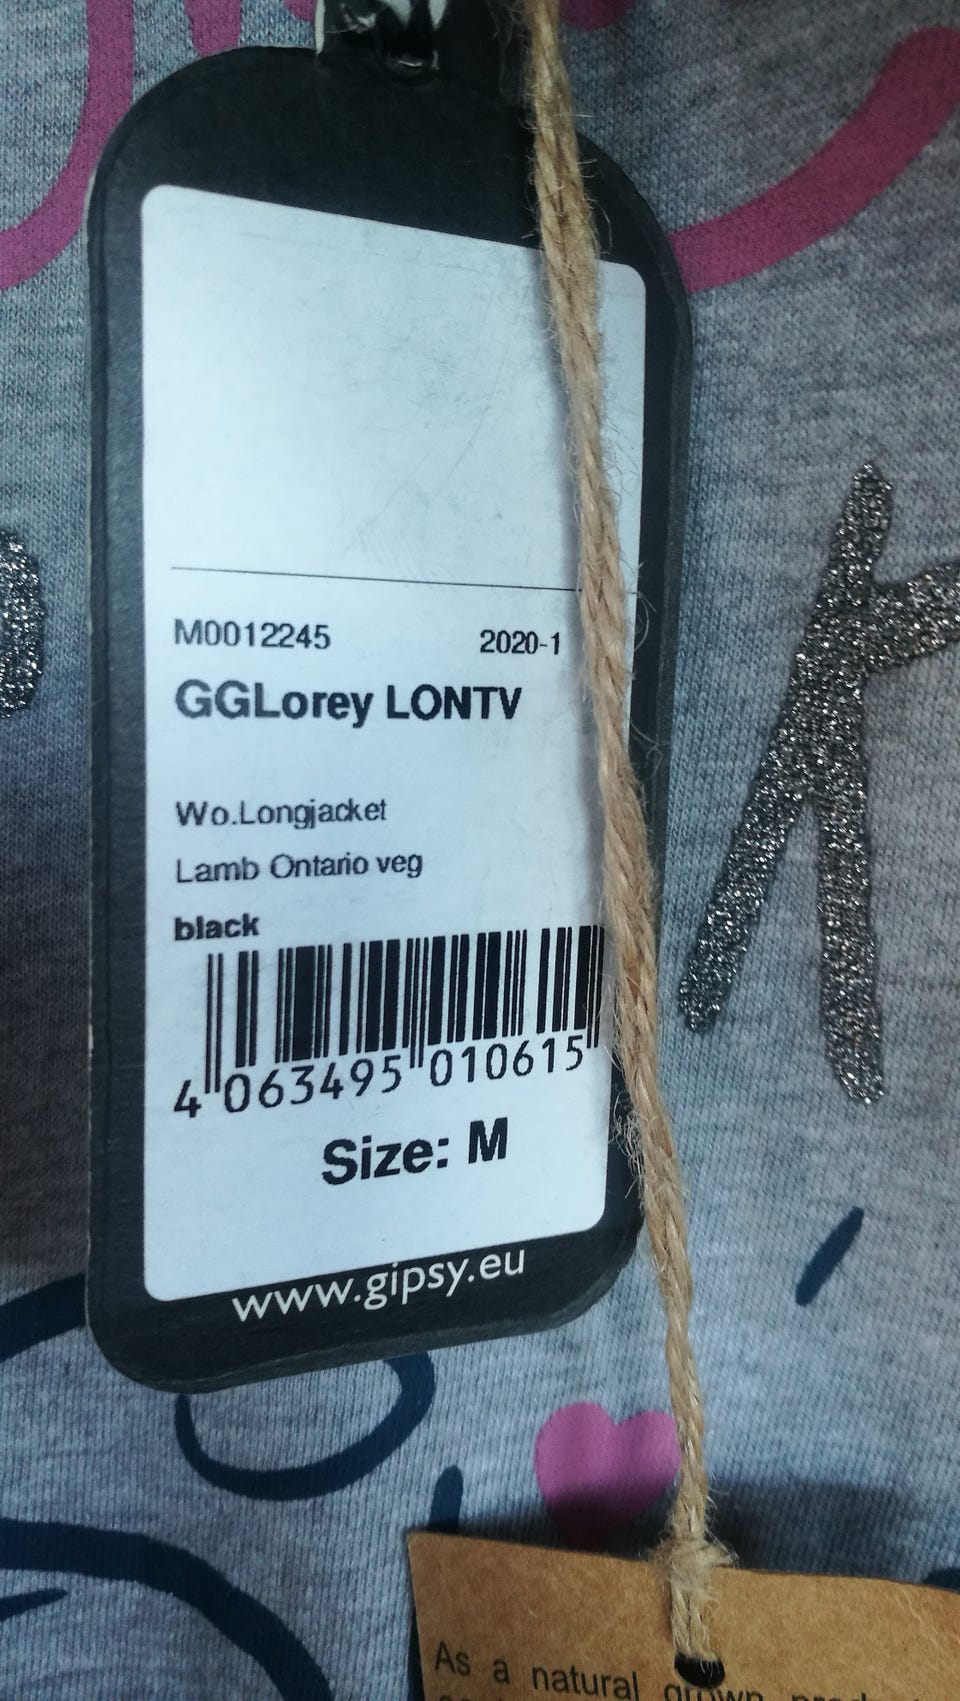 M0012245 2020-1
GGLorey LONTV
Wo.Longjacket
Lamb Ontario veg
black
4 063495 010615
Size: M
www.gipsy.eu
As a natural grown